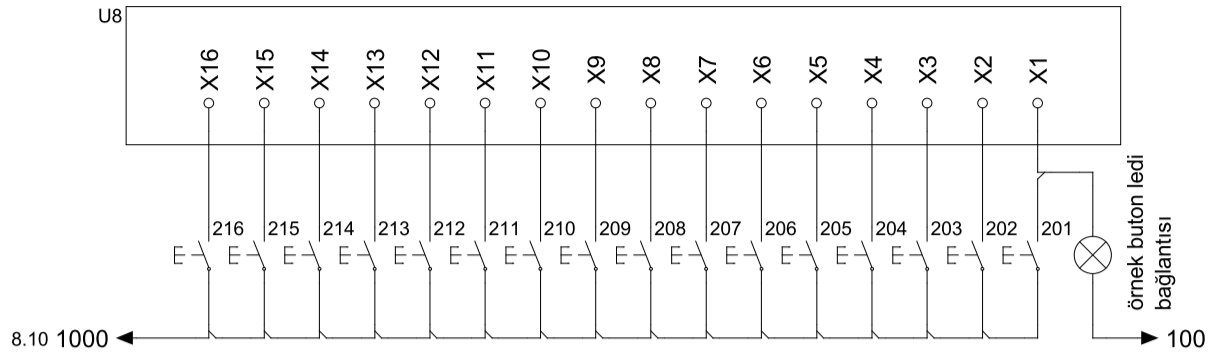 U8
X16 X15 X14 X13 X12 X11 X10 X9 X8 X7 X6 X5 X4 X3 X2 X1
216 215 214 213 212 211 210 209 208 207 206 205 204 203 202 201
örnek buton ledi
bağlantısı
8.10 1000
100